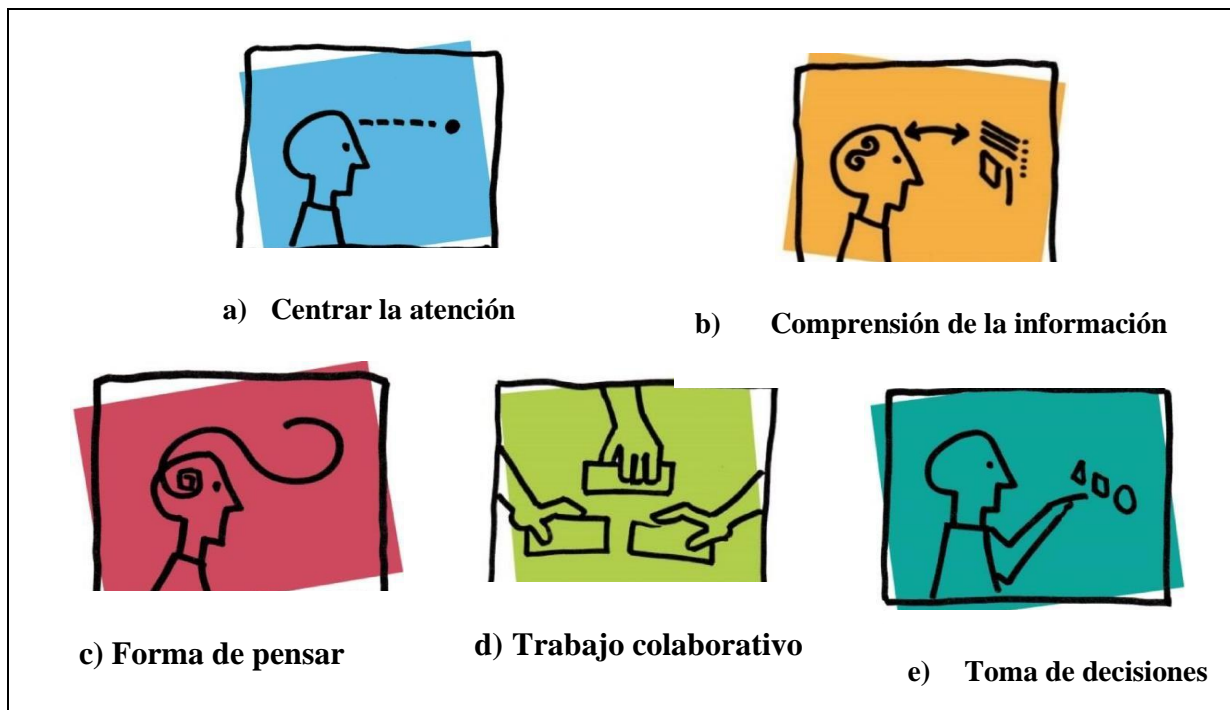 a) Centrar la atención
b) Comprensión de la información
c) Forma de pensar
d) Trabajo colaborativo
e) Toma de decisiones